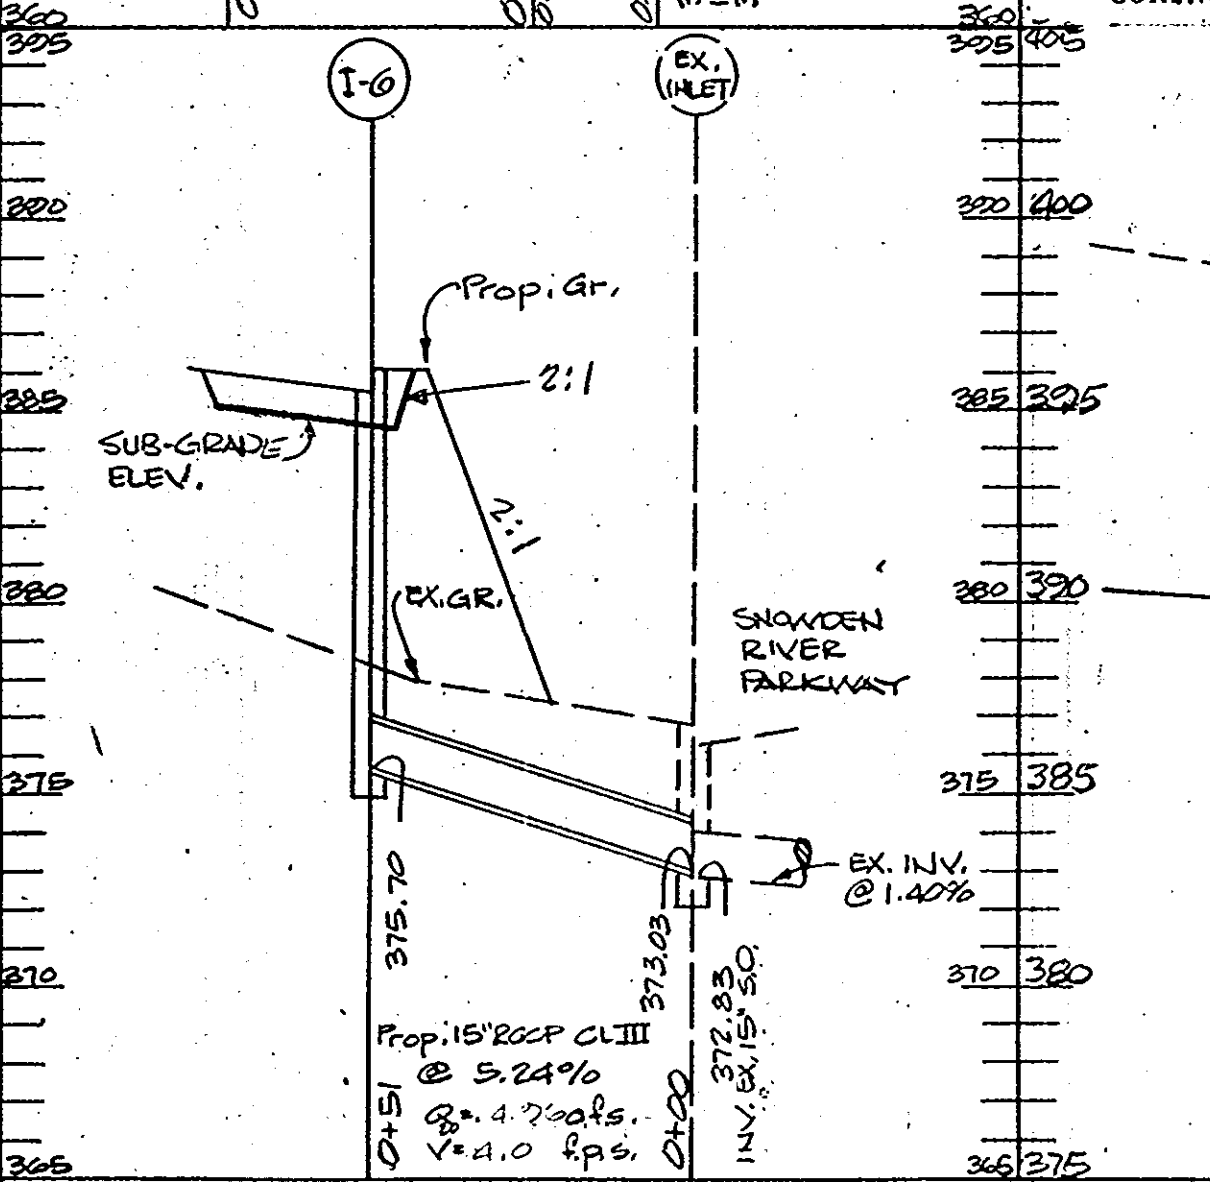 360
360
395
395 405
I-6
EX.
INLET
390
390 400
Prop. Gr.
2:1
385
385 395
SUB-GRADE
ELEV.
2:1
380
EX. GR.
380 390
SNOWDEN
RIVER
PARKWAY
375
375 385
EX. INV.
@ 1.40%
375.70
373.03
372.83
INV. EX. 15" S.D.
370
370 380
Prop. 15" RCCP CL III
@ 5.24%
V=4.0 f.p.s.
0+51
0+00
365
365 375